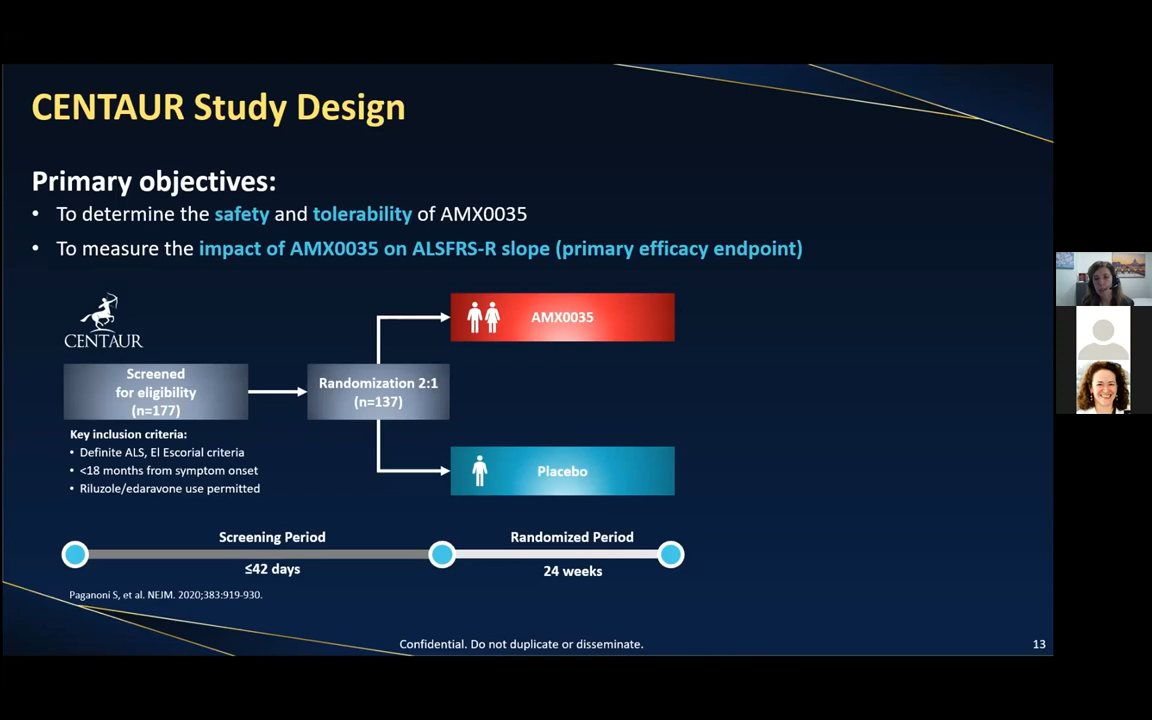 CENTAUR Study Design
Primary objectives:
• To determine the safety and tolerability of AMX0035
• To measure the impact of AMX0035 on ALSFRS-R slope (primary efficacy endpoint)
CENTAUR
Screened
for eligibility
(n=177)
Randomization 2:1
(n=137)
AMX0035
Placebo
Key inclusion criteria:
• Definite ALS, El Escorial criteria
• <18 months from symptom onset
• Riluzole/edaravone use permitted
Screening Period
≤42 days
Randomized Period
24 weeks
Paganoni S, et al. NEJM. 2020;383:919-930.
Confidential. Do not duplicate or disseminate.
13